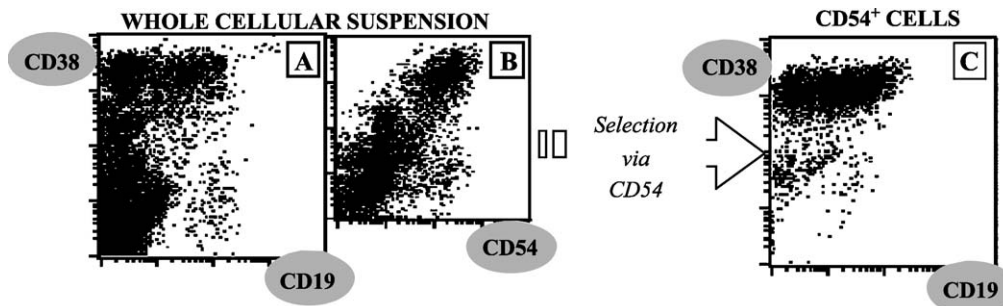 WHOLE CELLULAR SUSPENSION
CD54⁺ CELLS
CD38
A
B
CD38
C
Selection
via
CD54
CD54
CD19
CD19